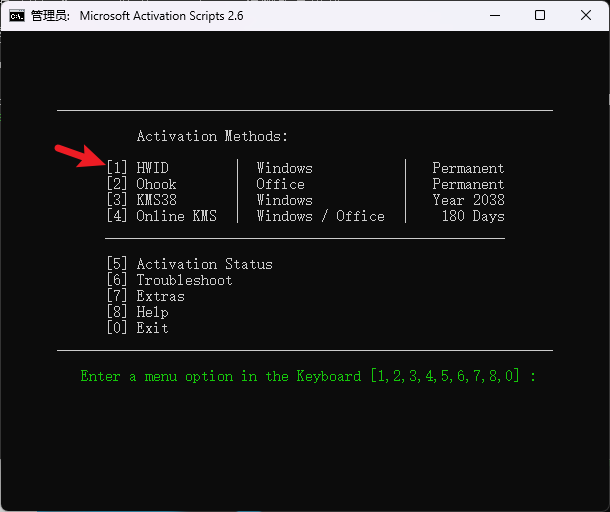 管理员: Microsoft Activation Scripts 2.6
Activation Methods:
[1] HWID | Windows | Permanent
[2] Ohook | Office | Permanent
[3] KMS38 | Windows | Year 2038
[4] Online KMS | Windows / Office | 180 Days
[5] Activation Status
[6] Troubleshoot
[7] Extras
[8] Help
[0] Exit
Enter a menu option in the Keyboard [1,2,3,4,5,6,7,8,0] :